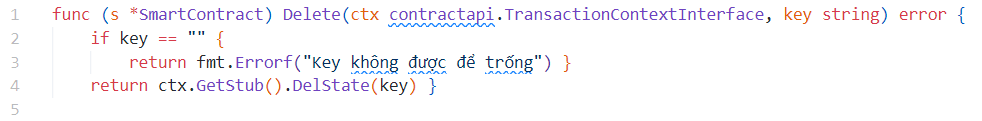 1 func (s *SmartContract) Delete(ctx contractapi.TransactionContextInterface, key string) error {
2     if key == "" {
3         return fmt.Errorf("Key không được để trống") }
4     return ctx.GetStub().DelState(key) }
5